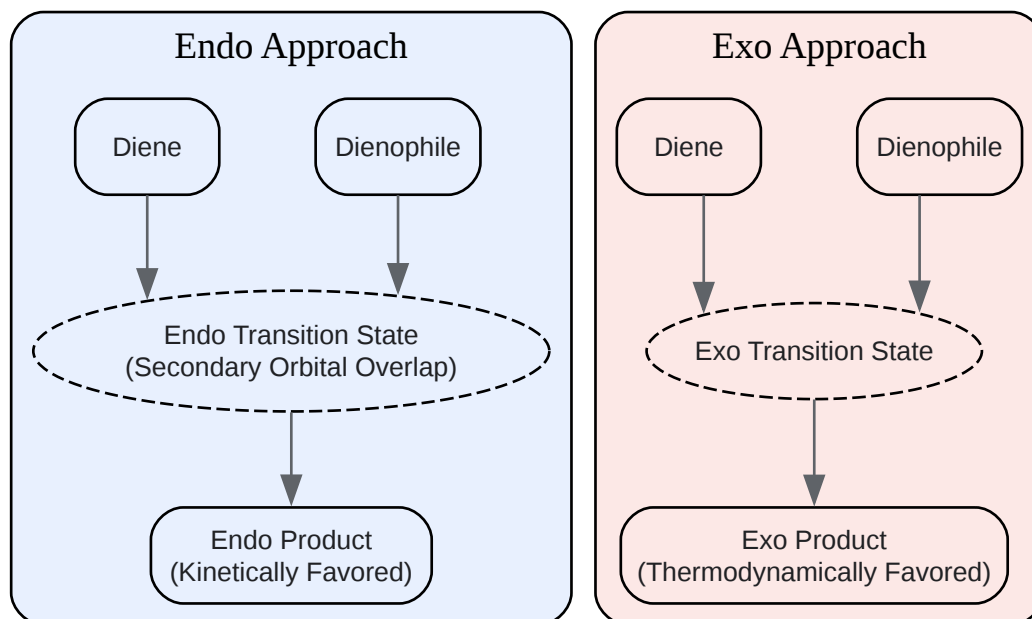 Endo Approach
Diene
Dienophile
Endo Transition State
(Secondary Orbital Overlap)
Endo Product
(Kinetically Favored)
Exo Approach
Diene
Dienophile
Exo Transition State
Exo Product
(Thermodynamically Favored)